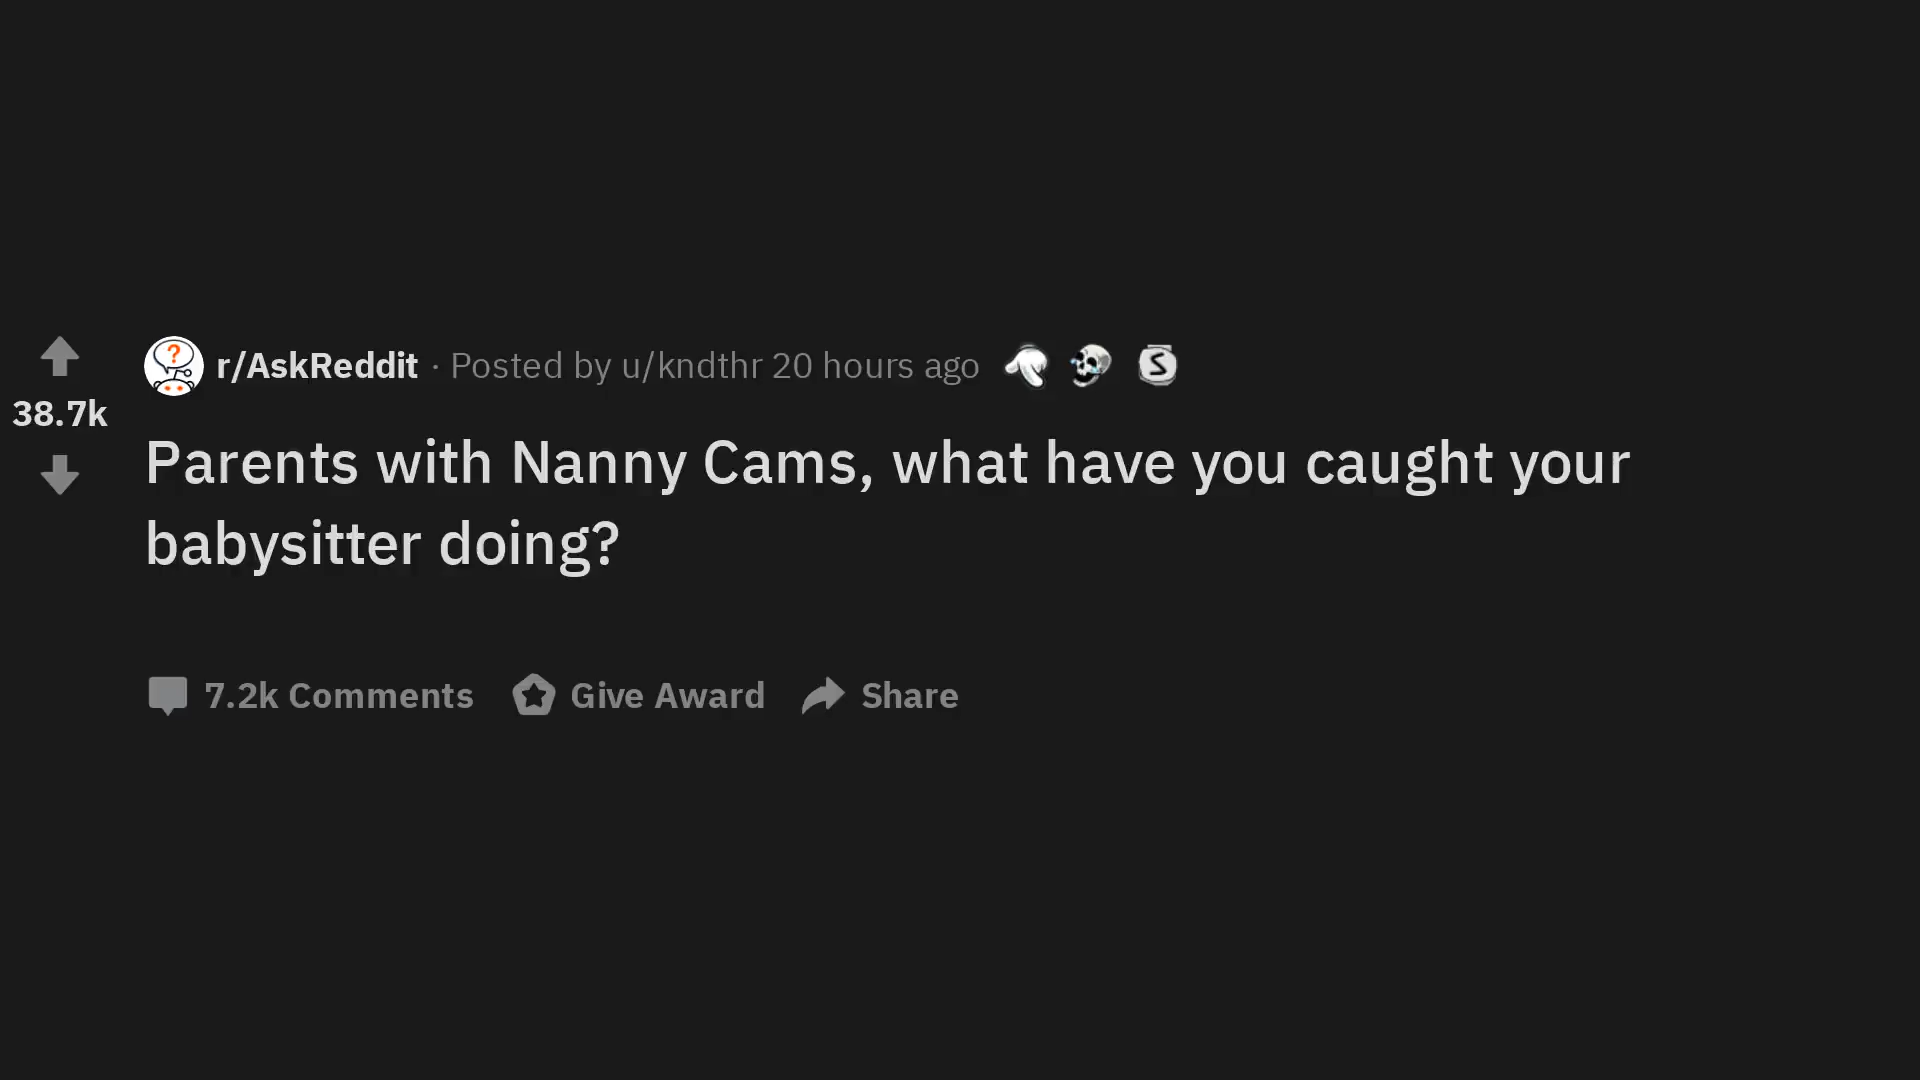 r/AskReddit · Posted by u/kndthr 20 hours ago
38.7k
Parents with Nanny Cams, what have you caught your
babysitter doing?
7.2k Comments Give Award Share